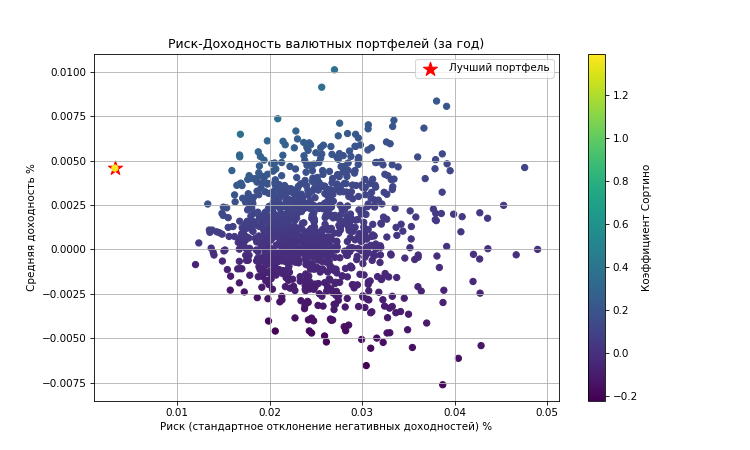 Риск-Доходность валютных портфелей (за год)
Лучший портфель
0.0100
0.0075
0.0050
0.0025
0.0000
−0.0025
−0.0050
−0.0075
Средняя доходность %
0.01 0.02 0.03 0.04 0.05
Риск (стандартное отклонение негативных доходностей) %
1.2
1.0
0.8
0.6
0.4
0.2
0.0
−0.2
Коэффициент Сортино